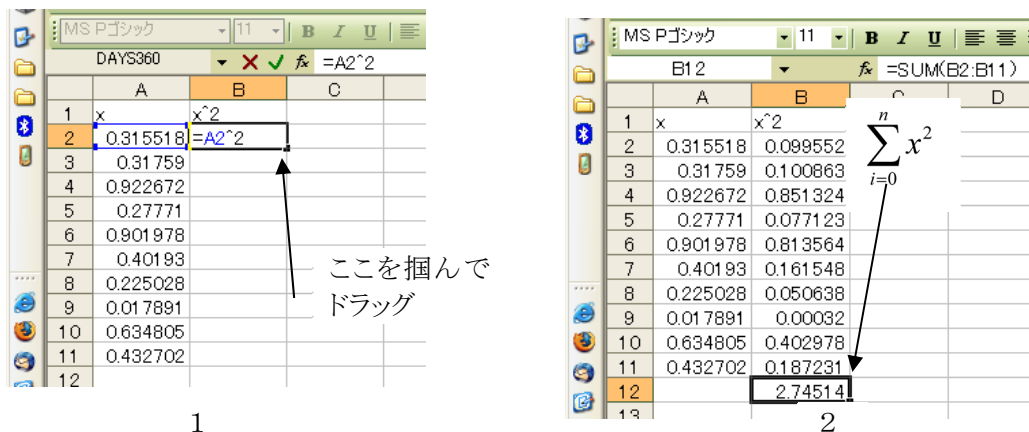 MS Pゴシック 11 B I U
DAYS360 fx =A2^2
A B C
1 x x^2
2 0.315518 =A2^2
3 0.31759
4 0.922672
5 0.27771
6 0.901978
7 0.40193
8 0.225028
9 0.017891
10 0.634805
11 0.432702
12
ここを掴んで
ドラッグ
1
MS Pゴシック 11 B I U
B12 fx =SUM(B2:B11)
A B C D
1 x x^2
2 0.315518 0.099552
3 0.31759 0.100863
4 0.922672 0.851324
5 0.27771 0.077123
6 0.901978 0.813564
7 0.40193 0.161548
8 0.225028 0.050638
9 0.017891 0.00032
10 0.634805 0.402978
11 0.432702 0.187231
12 2.74514
13
n
∑ x²
i=0
2